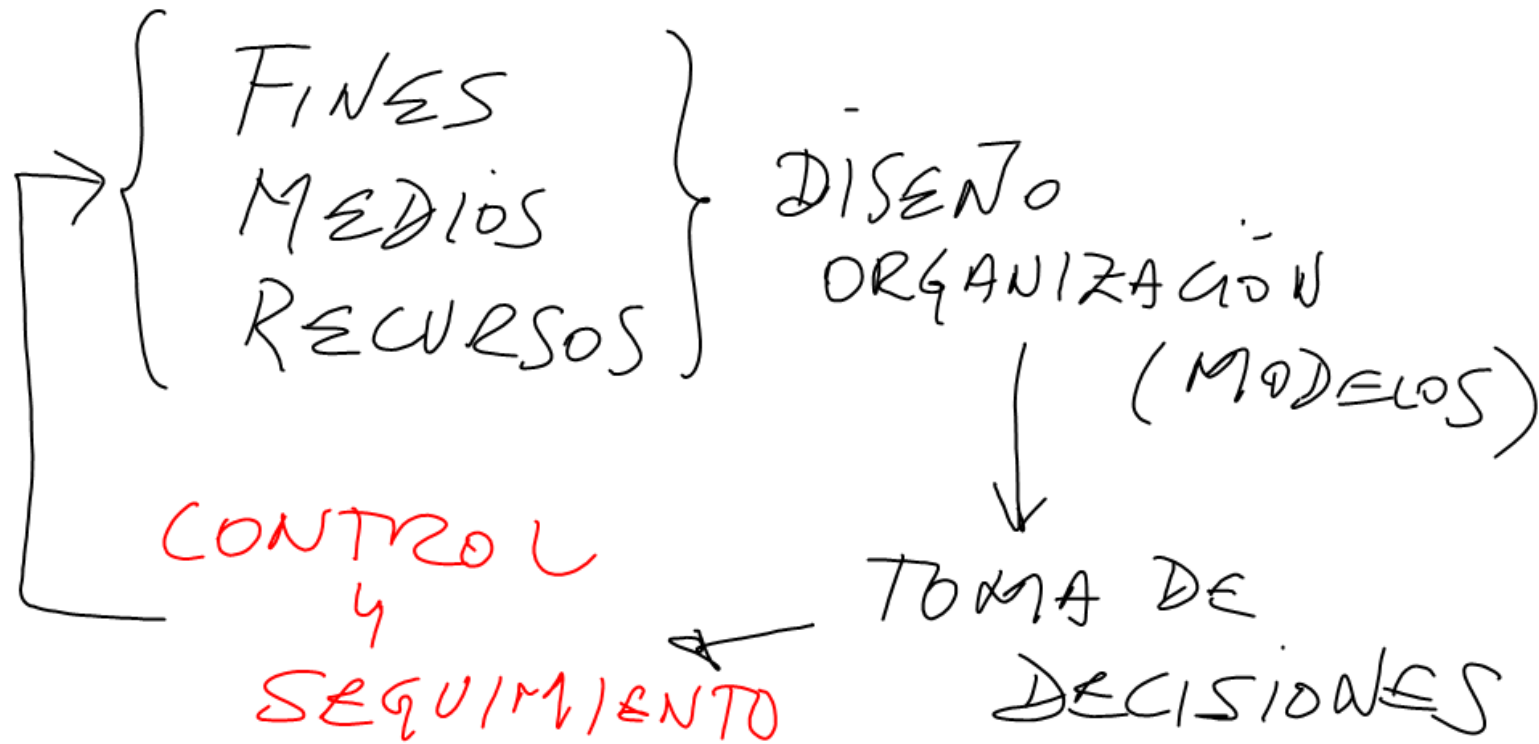 FINES
MEDIOS
RECURSOS
DISEÑO
ORGANIZACIÓN
(MODELOS)
TOMA DE
DECISIONES
CONTROL
y
SEGUIMIENTO